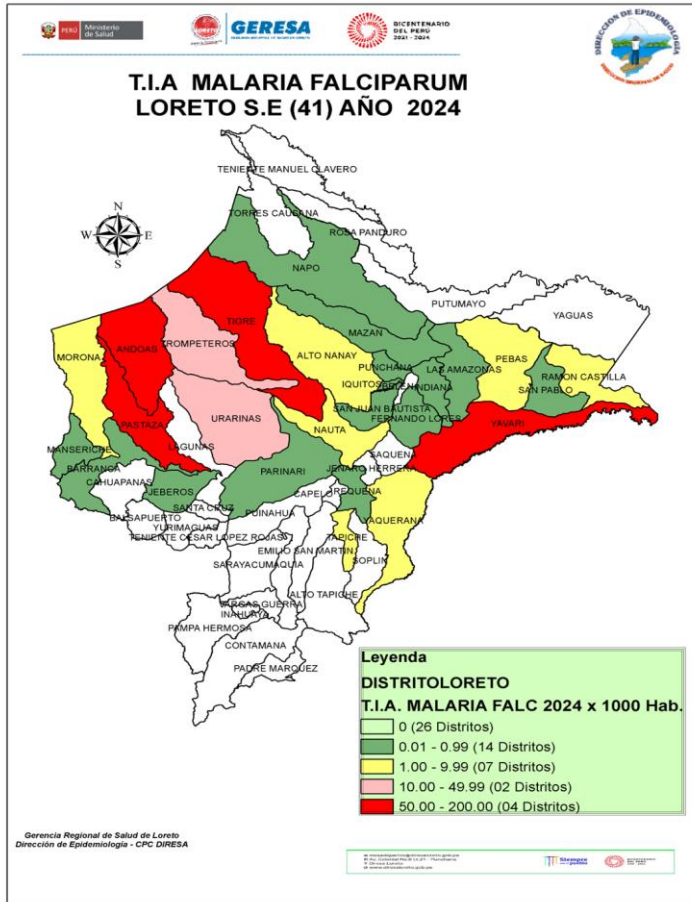 PERÚ Ministerio de Salud
LORETO
GERESA
BICENTENARIO DEL PERÚ 2021 - 2024
DIRECCION DE EPIDEMIOLOGIA
T.I.A MALARIA FALCIPARUM
LORETO S.E (41) AÑO 2024
TENIENTE MANUEL CLAVERO
TORRES CAUSANA
ROSA PANDURO
N
W E
S
NAPO
PUTUMAYO
YAGUAS
TIGRE
MAZAN
MORONA
ANDOAS
TROMPETEROS
ALTO NANAY
PEBAS
PUNCHANA
LAS AMAZONAS
RAMON CASTILLA
IQUITOS
INDIANA
SAN PABLO
SAN JUAN BAUTISTA
URARINAS
FERNANDO LORES
YAVARI
PASTAZA
NAUTA
LAGUNAS
SAQUENA
MANSERICHE
BARRANCA
PARINARI
JENARO HERRERA
CAHUAPANAS
JEBEROS
CAPELO
REQUENA
SANTA CRUZ
PUINAHUA
YAQUERANA
BALSAPUERTO
YURIMAGUAS
TAPICHE
TENIENTE CESAR LOPEZ ROJAS
EMILIO SAN MARTIN
SOPLIN
SARAYACU
MAQUIA
ALTO TAPICHE
VARGAS GUERRA
INAHUAYA
PAMPA HERMOSA
CONTAMANA
PADRE MARQUEZ
Leyenda
DISTRITOLORETO
T.I.A. MALARIA FALC 2024 x 1000 Hab.
0 (26 Distritos)
0.01 - 0.99 (14 Distritos)
1.00 - 9.99 (07 Distritos)
10.00 - 49.99 (02 Distritos)
50.00 - 200.00 (04 Distritos)
Gerencia Regional de Salud de Loreto
Dirección de Epidemiología - CPC DIRESA
Siempre con el pueblo